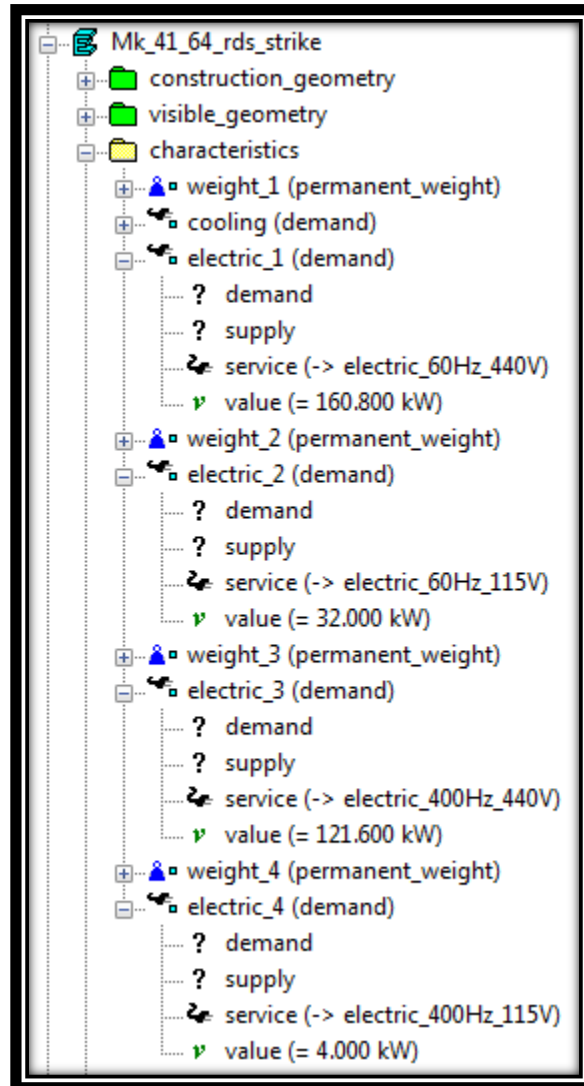 Mk_41_64_rds_strike
construction_geometry
visible_geometry
characteristics
weight_1 (permanent_weight)
cooling (demand)
electric_1 (demand)
? demand
? supply
service (-> electric_60Hz_440V)
v value (= 160.800 kW)
weight_2 (permanent_weight)
electric_2 (demand)
? demand
? supply
service (-> electric_60Hz_115V)
v value (= 32.000 kW)
weight_3 (permanent_weight)
electric_3 (demand)
? demand
? supply
service (-> electric_400Hz_440V)
v value (= 121.600 kW)
weight_4 (permanent_weight)
electric_4 (demand)
? demand
? supply
service (-> electric_400Hz_115V)
v value (= 4.000 kW)